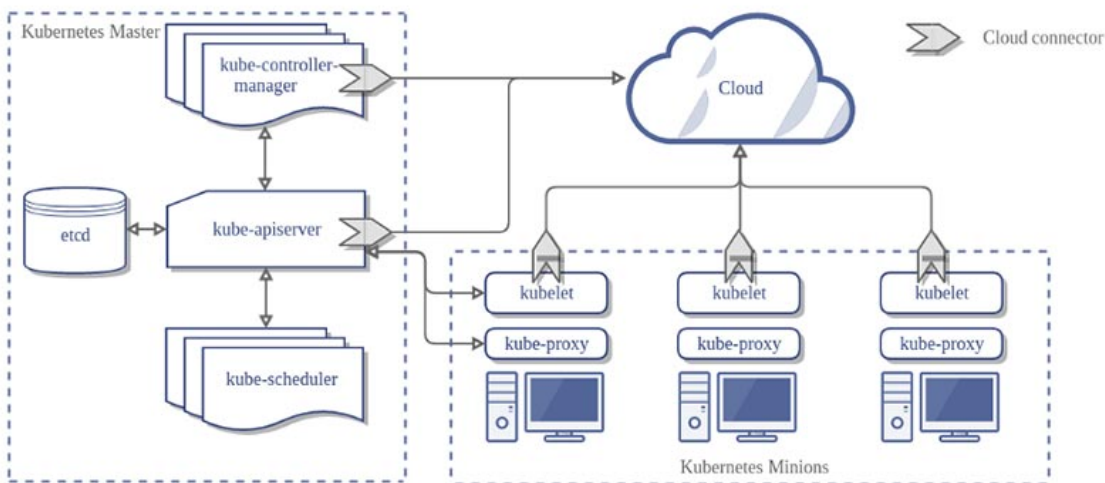 Kubernetes Master
kube-controller-
manager
Cloud
Cloud connector
etcd
kube-apiserver
kubelet
kubelet
kubelet
kube-proxy
kube-proxy
kube-proxy
kube-scheduler
Kubernetes Minions